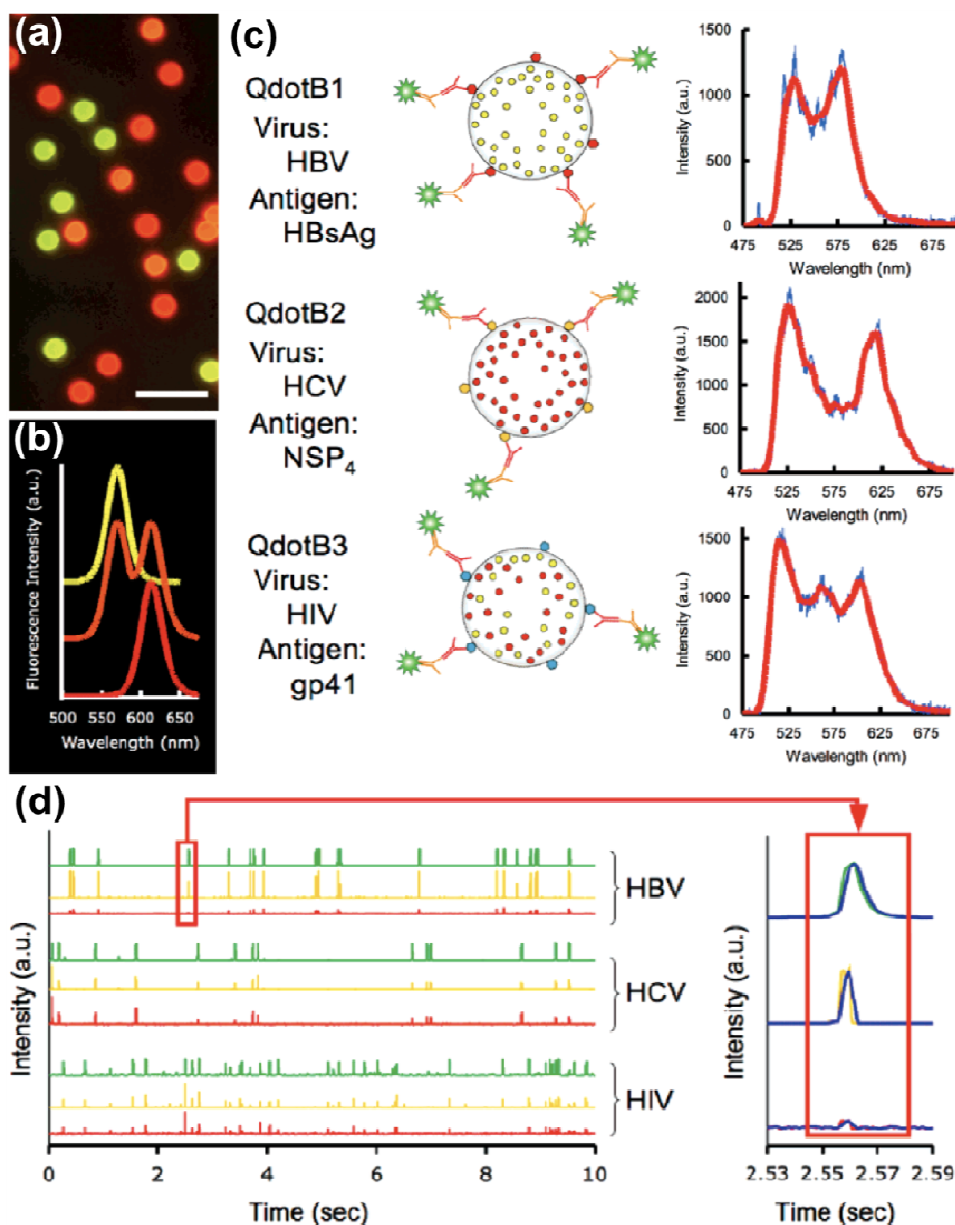 (a)
(b)
Fluorescence Intensity (a.u.)
500 550 600 650
Wavelength (nm)
(c)
QdotB1
Virus:
HBV
Antigen:
HBsAg
Intensity (a.u.)
1500
1000
500
0
475 525 575 625 675
Wavelength (nm)
QdotB2
Virus:
HCV
Antigen:
NSP4
Intensity (a.u.)
2000
1500
1000
500
0
475 525 575 625 675
Wavelength (nm)
QdotB3
Virus:
HIV
Antigen:
gp41
Intensity (a.u.)
1500
1000
500
0
475 525 575 625 675
Wavelength (nm)
(d)
Intensity (a.u.)
HBV
HCV
HIV
0 2 4 6 8 10
Time (sec)
Intensity (a.u.)
2.53 2.55 2.57 2.59
Time (sec)